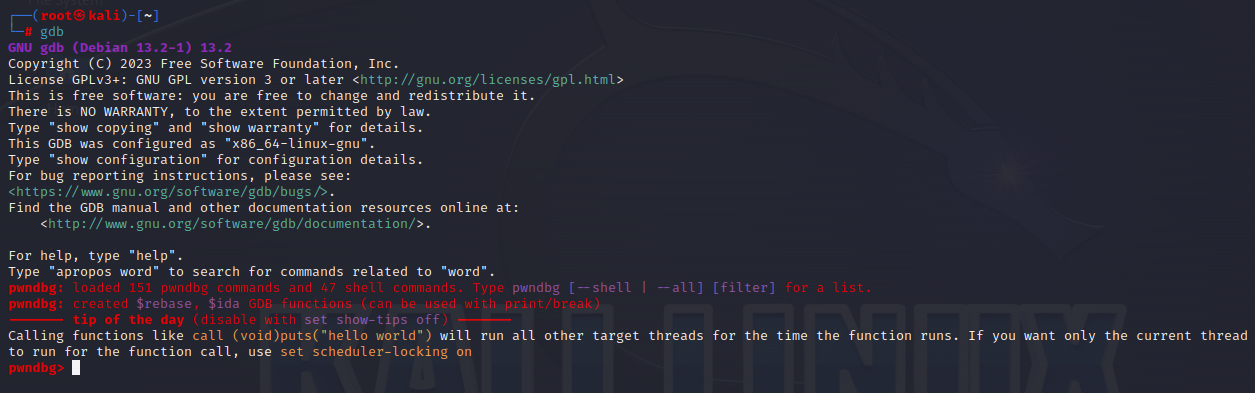 ┌──(root㉿kali)-[~]
└─# gdb
GNU gdb (Debian 13.2-1) 13.2
Copyright (C) 2023 Free Software Foundation, Inc.
License GPLv3+: GNU GPL version 3 or later <http://gnu.org/licenses/gpl.html>
This is free software: you are free to change and redistribute it.
There is NO WARRANTY, to the extent permitted by law.
Type "show copying" and "show warranty" for details.
This GDB was configured as "x86_64-linux-gnu".
Type "show configuration" for configuration details.
For bug reporting instructions, please see:
<https://www.gnu.org/software/gdb/bugs/>.
Find the GDB manual and other documentation resources online at:
    <http://www.gnu.org/software/gdb/documentation/>.

For help, type "help".
Type "apropos word" to search for commands related to "word".
pwndbg: loaded 151 pwndbg commands and 47 shell commands. Type pwndbg [--shell | --all] [filter] for a list.
pwndbg: created $rebase, $ida GDB functions (can be used with print/break)
------- tip of the day (disable with set show-tips off) -------
Calling functions like call (void)puts("hello world") will run all other target threads for the time the function runs. If you want only the current thread
to run for the function call, use set scheduler-locking on
pwndbg>
KALI LINUX